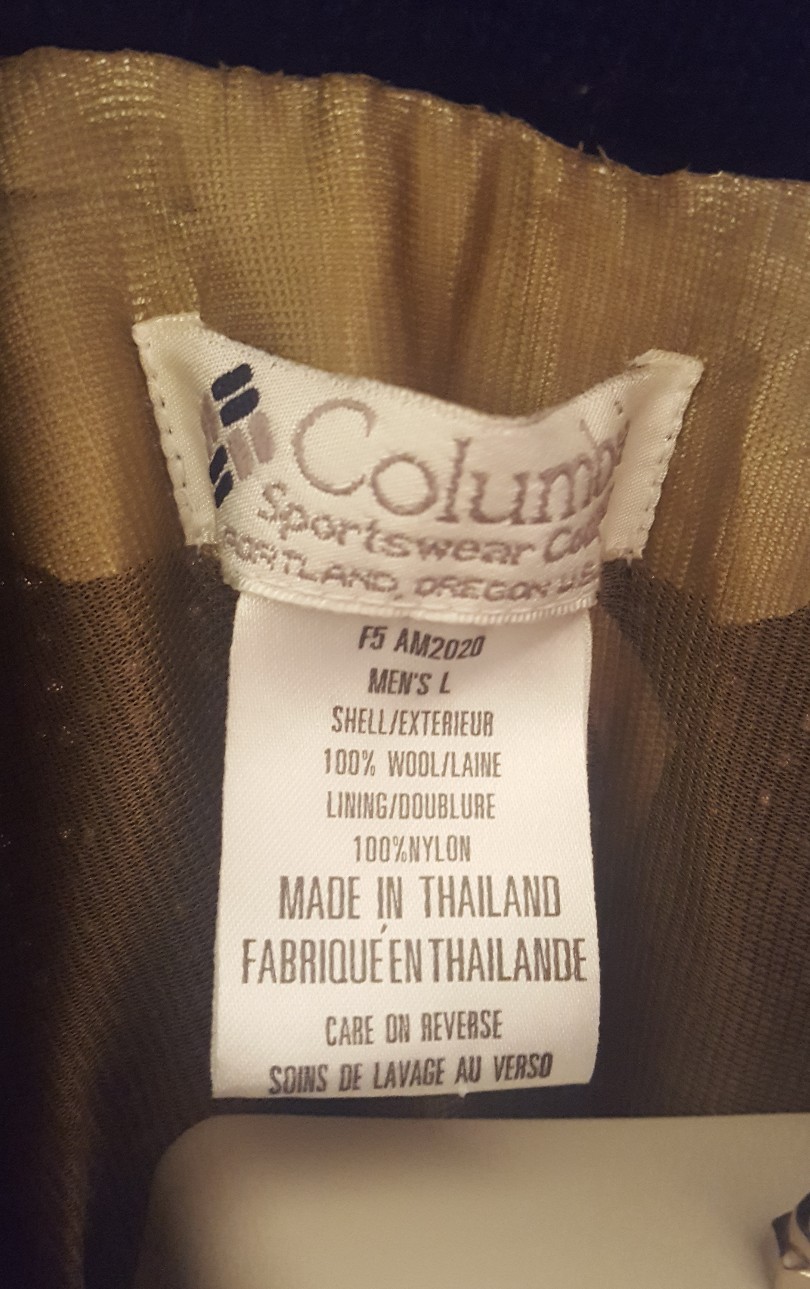 Columb
Sportswear
PORTLAND, OREGON U.S.
F5 AM2020
MEN'S L
SHELL/EXTERIEUR
100% WOOL/LAINE
LINING/DOUBLURE
100%NYLON
MADE IN THAILAND
FABRIQUÉ EN THAILANDE
CARE ON REVERSE
SOINS DE LAVAGE AU VERSO